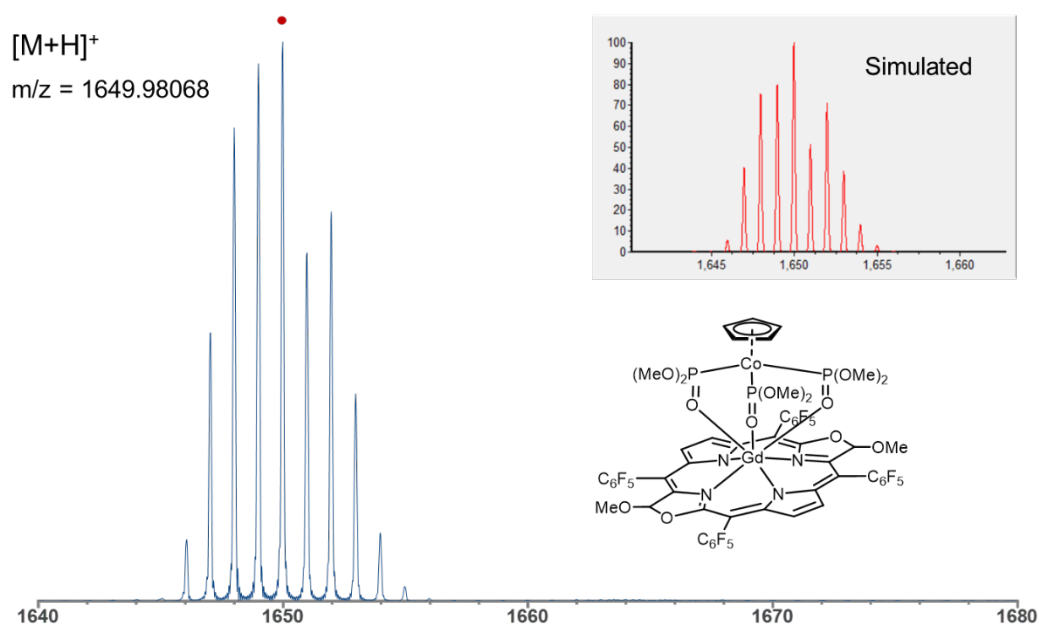 [M+H]⁺
m/z = 1649.98068
Simulated
100
90
80
70
60
50
40
30
20
10
0
1,645 1,650 1,655 1,660
Co
(MeO)₂P P P(OMe)₂
(OMe)₂
O O O
C₆F₅ O
OMe
Gd N
C₆F₅ N N C₆F₅
MeO O
C₆F₅
1640 1650 1660 1670 1680